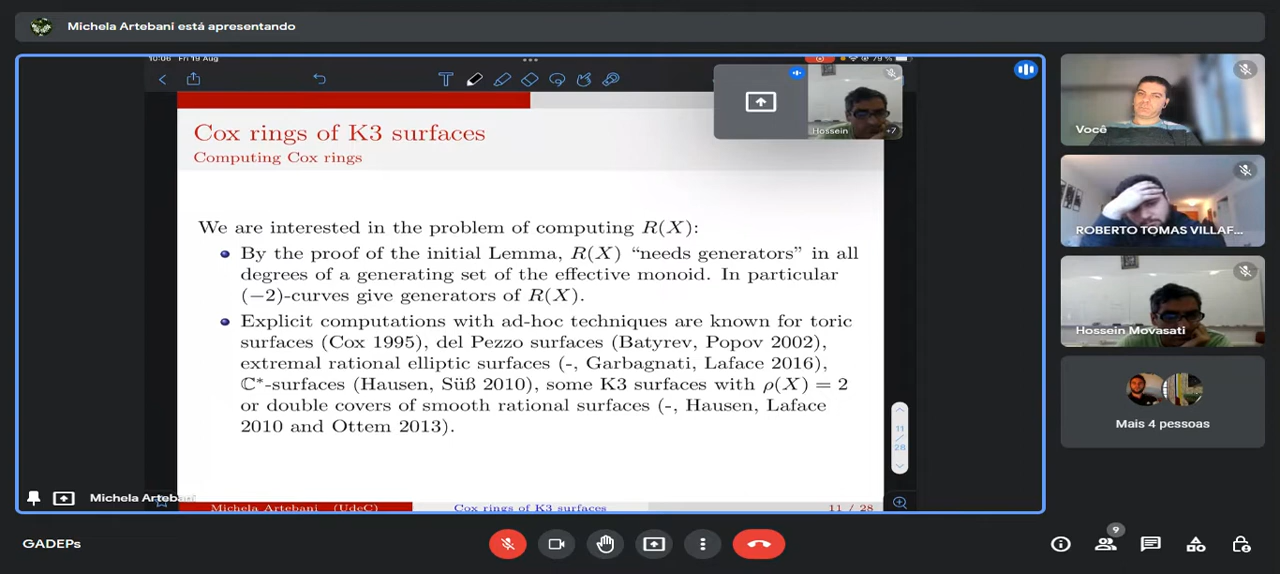 Michela Artebani está apresentando
10:06 Fri 19 Aug
79 %
T
Hossein
+7
Cox rings of K3 surfaces
Computing Cox rings
We are interested in the problem of computing R(X):
By the proof of the initial Lemma, R(X) “needs generators” in all
degrees of a generating set of the effective monoid. In particular
(−2)-curves give generators of R(X).
Explicit computations with ad-hoc techniques are known for toric
surfaces (Cox 1995), del Pezzo surfaces (Batyrev, Popov 2002),
extremal rational elliptic surfaces (-, Garbagnati, Laface 2016),
ℂ*-surfaces (Hausen, Süß 2010), some K3 surfaces with ρ(X) = 2
or double covers of smooth rational surfaces (-, Hausen, Laface
2010 and Ottem 2013).
11
/
28
Michela Artebani
Michela Artebani (UdeC)
Cox rings of K3 surfaces
11 / 28
Você
ROBERTO TOMAS VILLAF...
Hossein Movasati
Mais 4 pessoas
GADEPs
9